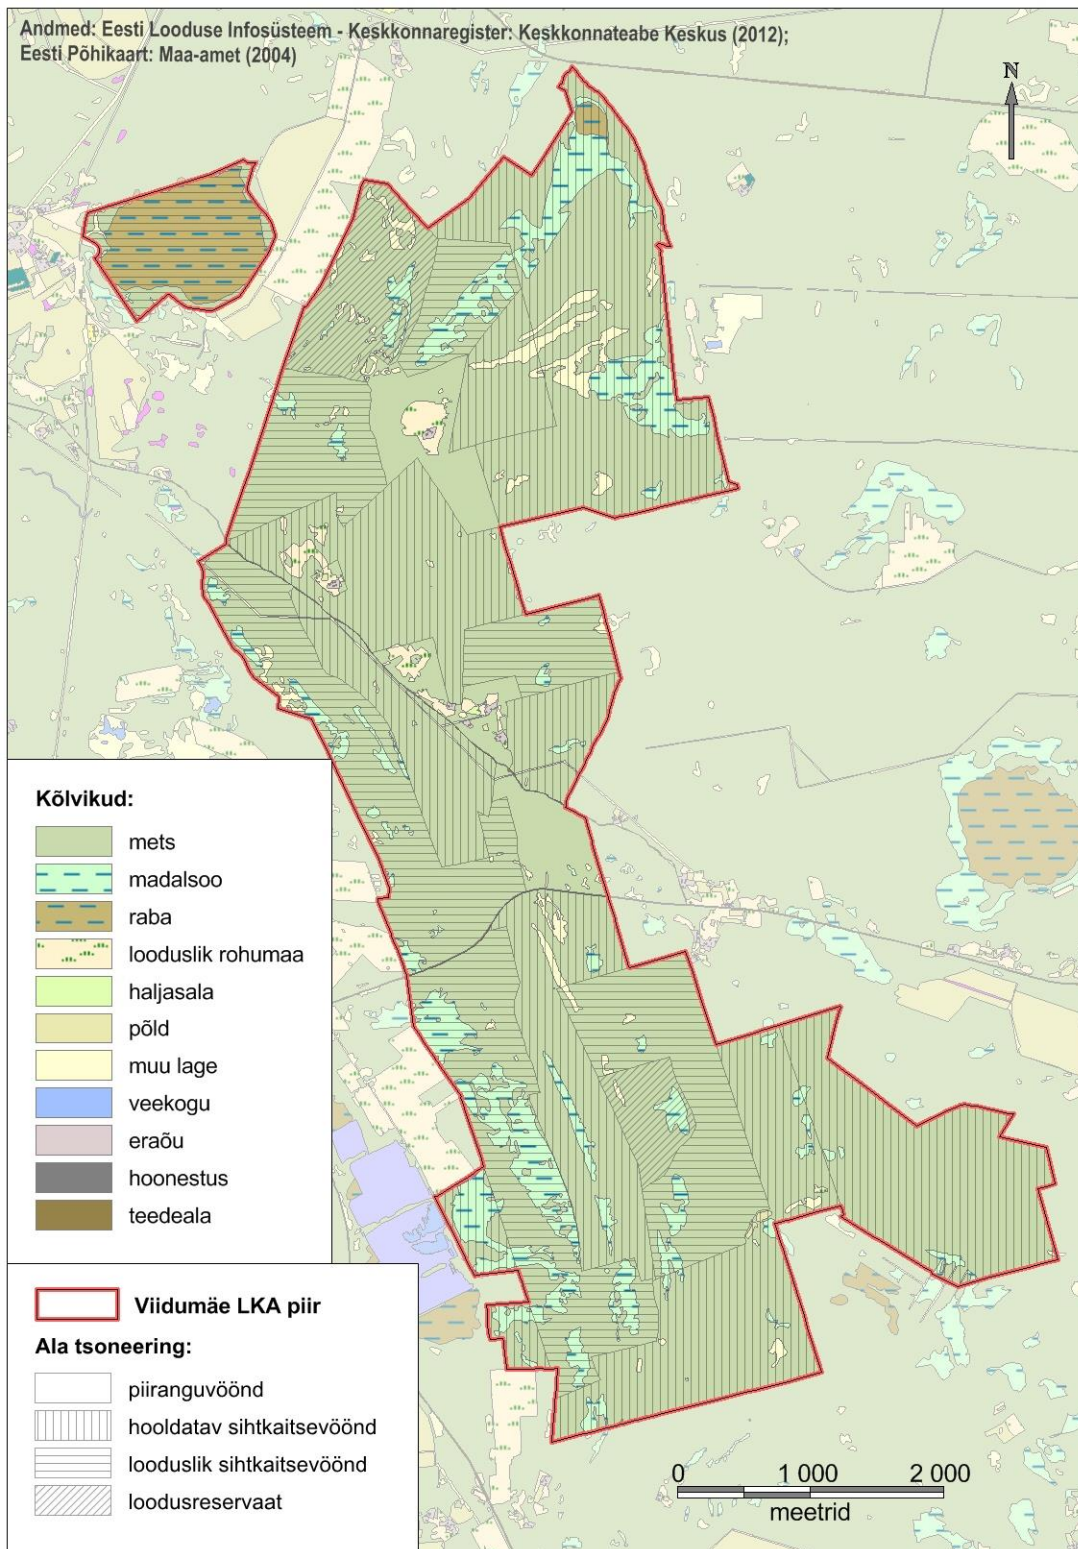 Andmed: Eesti Looduse Infosüsteem - Keskkonnaregister: Keskkonnateabe Keskus (2012);
Eesti Põhikaart: Maa-amet (2004)
N
Kõlvikud:
mets
madalsoo
raba
looduslik rohumaa
haljasala
põld
muu lage
veekogu
eraõu
hoonestus
teedeala
Viidumäe LKA piir
Ala tsoneering:
piiranguvöönd
hooldatav sihtkaitsevöönd
looduslik sihtkaitsevöönd
loodusreservaat
0 1 000 2 000
meetrid